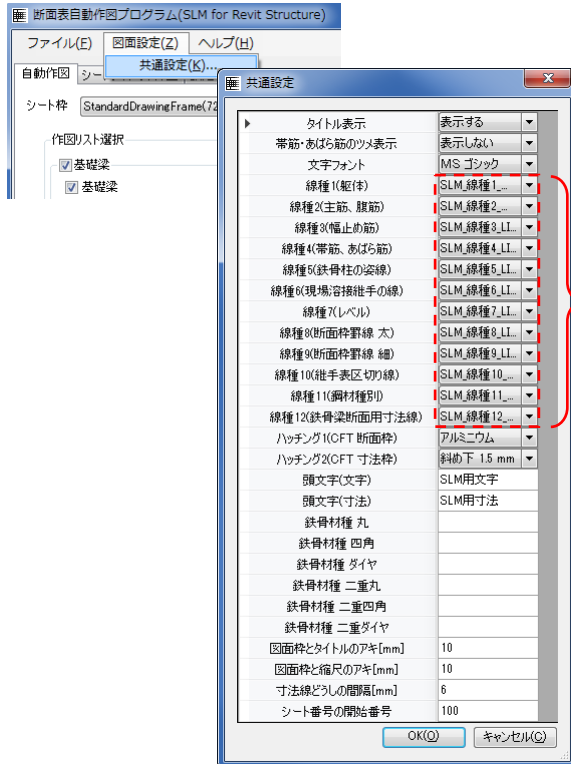 断面表自動作図プログラム(SLM for Revit Structure)
ファイル(F) 図面設定(Z) ヘルプ(H)
共通設定(K)...
自動作図
シート枠 StandardDrawingFrame(72
作図リスト選択
基礎梁
基礎梁
共通設定
タイトル表示 表示する
帯筋・あばら筋のツメ表示 表示しない
文字フォント MS ゴシック
線種1(躯体) SLM_線種1_...
線種2(主筋、腹筋) SLM_線種2_...
線種3(幅止め筋) SLM_線種3_LI...
線種4(帯筋、あばら筋) SLM_線種4_LI...
線種5(鉄骨柱の姿線) SLM_線種5_LI...
線種6(現場溶接継手の線) SLM_線種6_LI...
線種7(レベル) SLM_線種7_LI...
線種8(断面枠罫線 太) SLM_線種8_LI...
線種9(断面枠罫線 細) SLM_線種9_LI...
線種10(継手表区切り線) SLM_線種10_...
線種11(鋼材種別) SLM_線種11_...
線種12(鉄骨梁断面用寸法線) SLM_線種12_...
ハッチング1(CFT 断面枠) アルミニウム
ハッチング2(CFT 寸法枠) 斜め下 1.5 mm
頭文字(文字) SLM用文字
頭文字(寸法) SLM用寸法
鉄骨材種 丸
鉄骨材種 四角
鉄骨材種 ダイヤ
鉄骨材種 二重丸
鉄骨材種 二重四角
鉄骨材種 二重ダイヤ
図面枠とタイトルのアキ[mm] 10
図面枠と縮尺のアキ[mm] 10
寸法線どうしの間隔[mm] 6
シート番号の開始番号 100
OK(O) キャンセル(C)